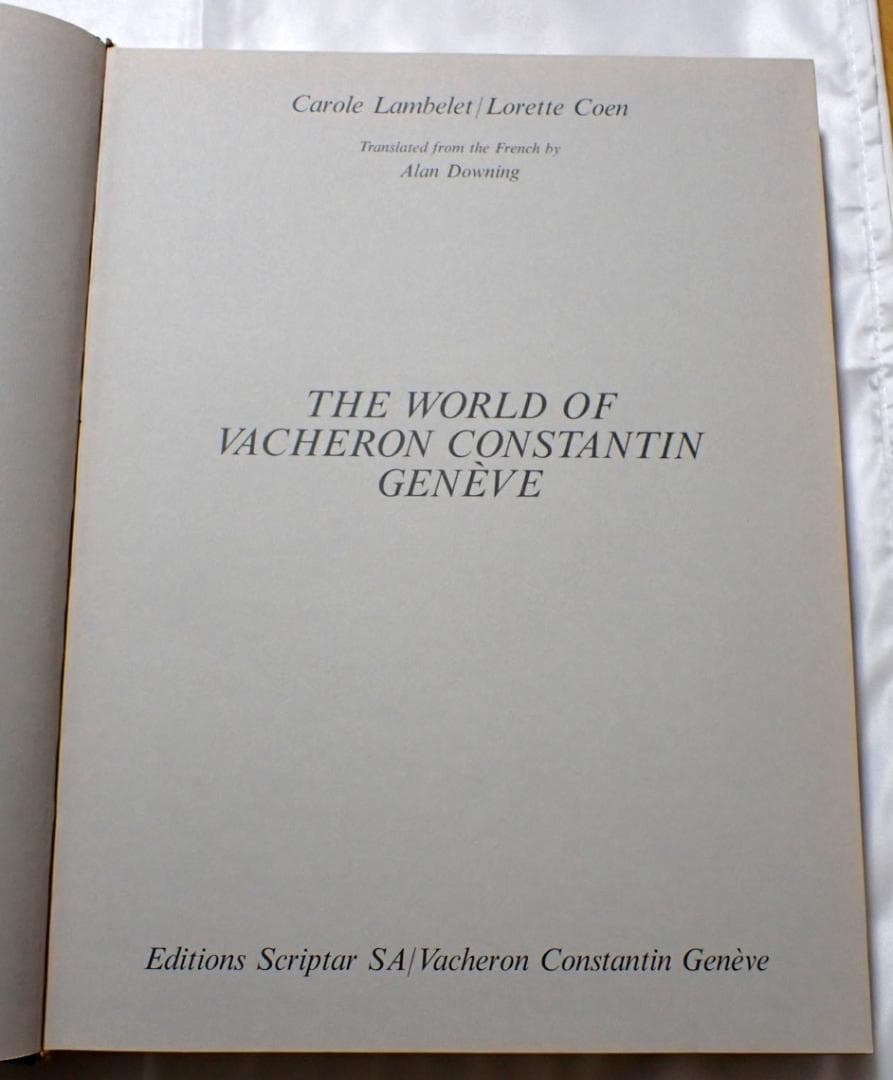 Carole Lambelet/Lorette Coen
Translated from the French by
Alan Downing
THE WORLD OF
VACHERON CONSTANTIN
GENÈVE
Editions Scriptar SA/Vacheron Constantin Genève